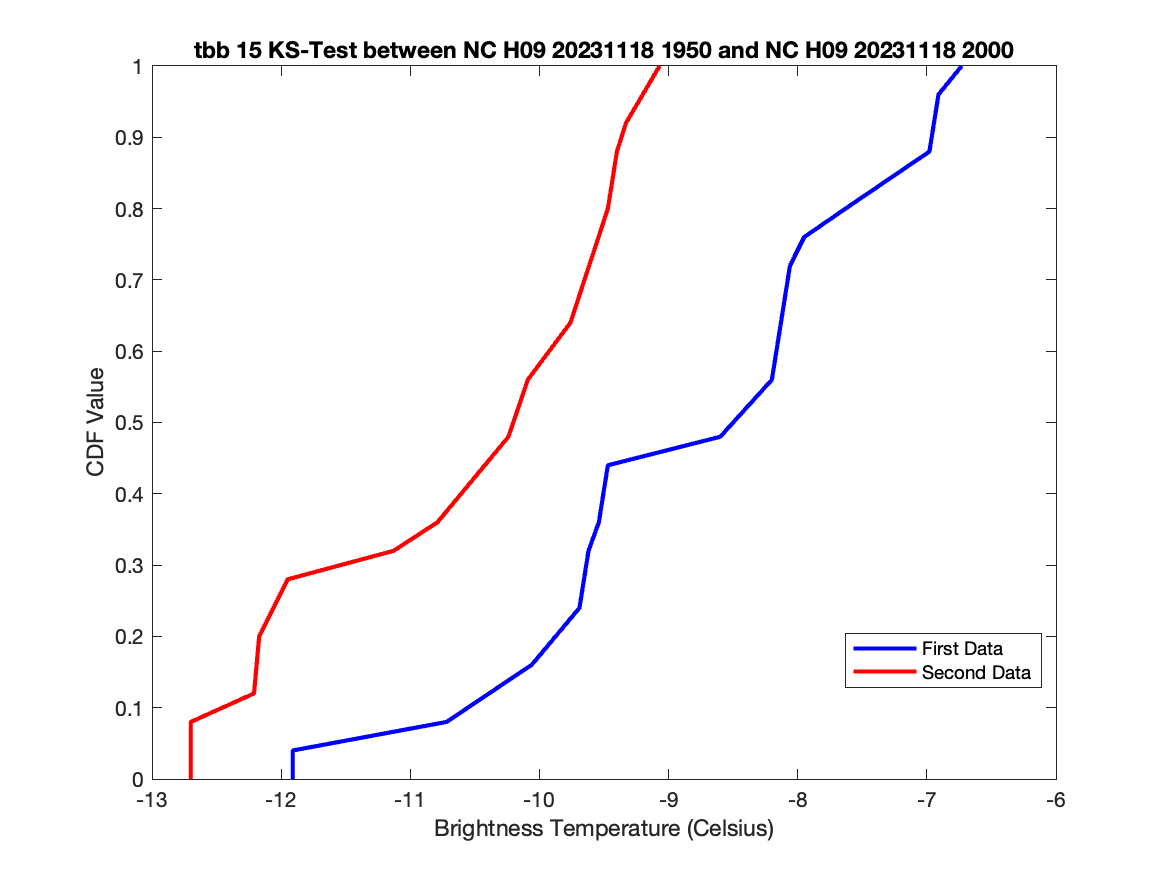 tbb 15 KS-Test between NC H09 20231118 1950 and NC H09 20231118 2000
1
0.9
0.8
0.7
0.6
0.5
0.4
0.3
0.2
0.1
0
CDF Value
First Data
Second Data
-13 -12 -11 -10 -9 -8 -7 -6
Brightness Temperature (Celsius)